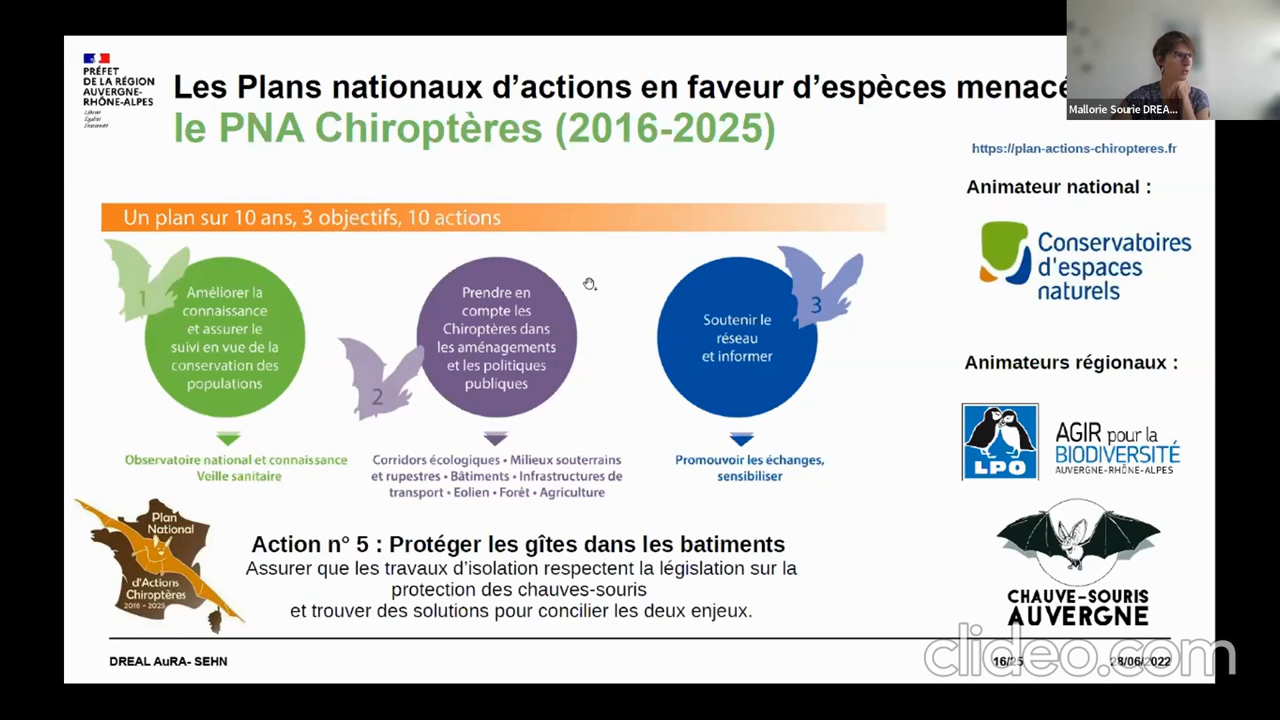 PRÉFET
DE LA RÉGION
AUVERGNE-
RHÔNE-ALPES
Liberté
Égalité
Fraternité
Les Plans nationaux d'actions en faveur d'espèces menacé
le PNA Chiroptères (2016-2025)
Mallorie Sourie DREA...
https://plan-actions-chiropteres.fr
Animateur national :
Conservatoires
d'espaces
naturels
Un plan sur 10 ans, 3 objectifs, 10 actions
1
Améliorer la
connaissance
et assurer le
suivi en vue de la
conservation des
populations
2
Prendre en
compte les
Chiroptères dans
les aménagements
et les politiques
publiques
3
Soutenir le
réseau
et informer
Observatoire national et connaissance
Veille sanitaire
Corridors écologiques • Milieux souterrains
et rupestres • Bâtiments • Infrastructures de
transport • Eolien • Forêt • Agriculture
Promouvoir les échanges,
sensibiliser
Animateurs régionaux :
LPO
AGIR pour la
BIODIVERSITÉ
AUVERGNE-RHÔNE-ALPES
CHAUVE-SOURIS
AUVERGNE
Plan
National
d'Actions
Chiroptères
2016 - 2025
Action n° 5 : Protéger les gîtes dans les batiments
Assurer que les travaux d'isolation respectent la législation sur la
protection des chauves-souris
et trouver des solutions pour concilier les deux enjeux.
DREAL AuRA- SEHN
16/25
28/06/2022
clideo.com